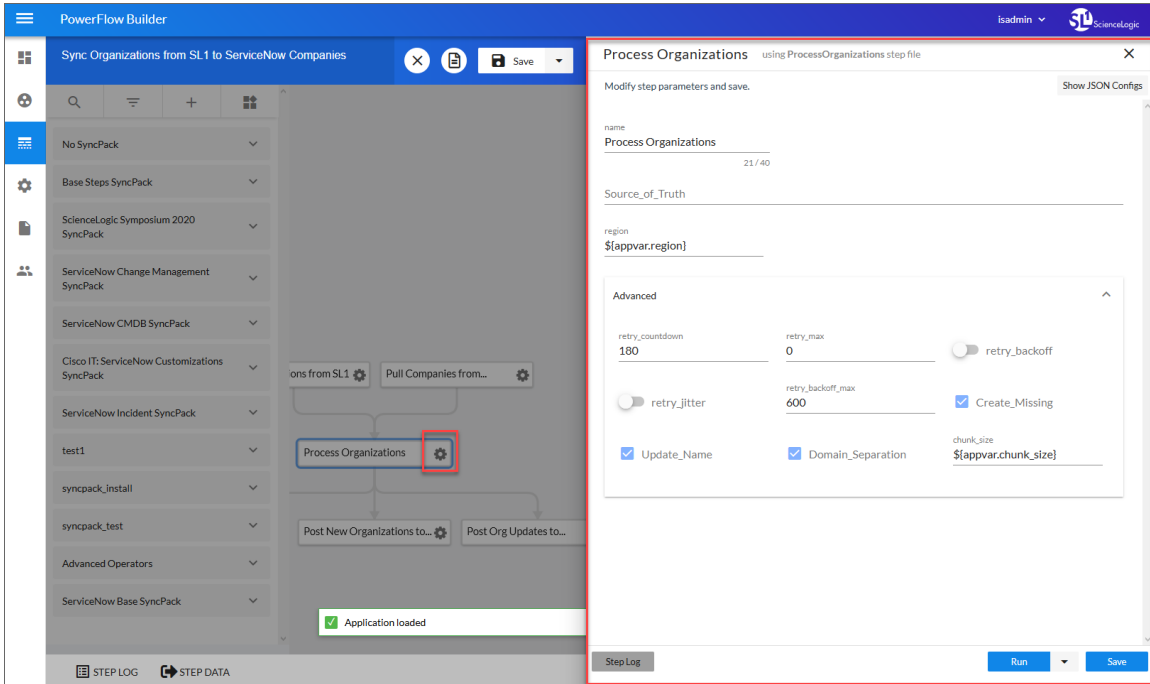 PowerFlow Builder
isadmin
SL1 ScienceLogic
Sync Organizations from SL1 to ServiceNow Companies
Save
No SyncPack
Base Steps SyncPack
ScienceLogic Symposium 2020
SyncPack
ServiceNow Change Management
SyncPack
ServiceNow CMDB SyncPack
Cisco IT: ServiceNow Customizations
SyncPack
ServiceNow Incident SyncPack
test1
syncpack_install
syncpack_test
Advanced Operators
ServiceNow Base SyncPack
ons from SL1
Pull Companies from...
Process Organizations
Post New Organizations to...
Post Org Updates to...
Application loaded
STEP LOG
STEP DATA
Process Organizations using ProcessOrganizations step file
Modify step parameters and save.
Show JSON Configs
name
Process Organizations
21 / 40
Source_of_Truth
region
${appvar.region}
Advanced
retry_countdown
180
retry_max
0
retry_backoff
retry_jitter
retry_backoff_max
600
Create_Missing
Update_Name
Domain_Separation
chunk_size
${appvar.chunk_size}
Step Log
Run
Save